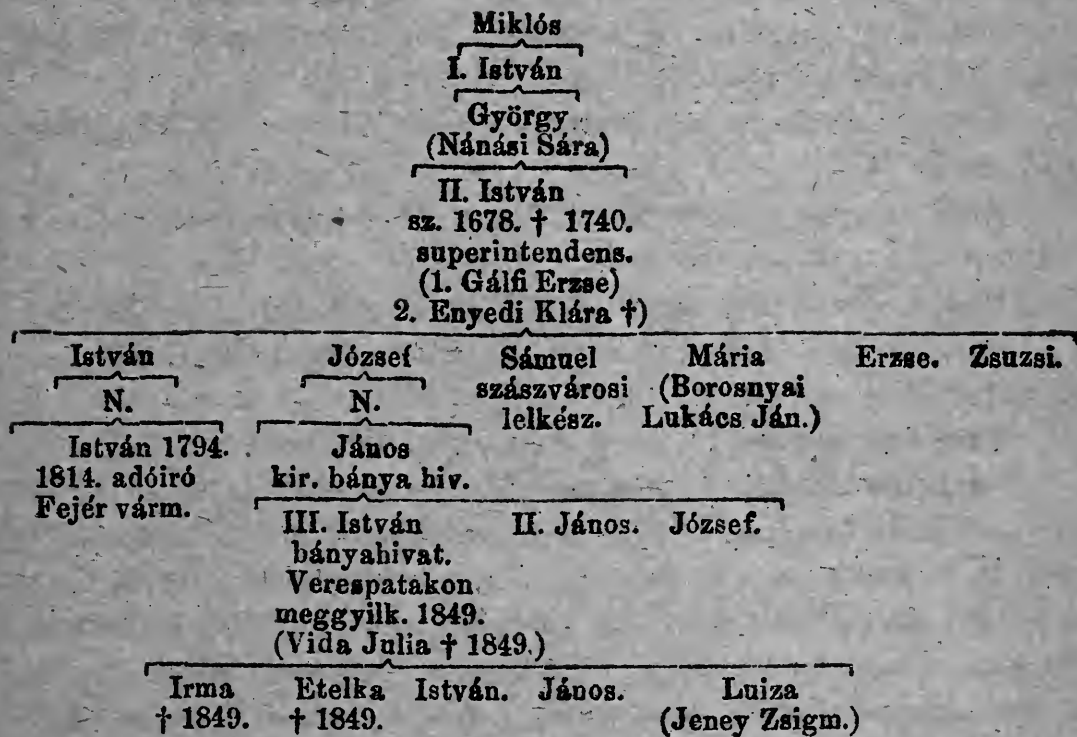 Miklós
I. István
György
(Nánási Sára)
II. István
sz. 1678. † 1740.
superintendens.
(1. Gálfi Erzse)
2. Enyedi Klára †)
István József Sámuel Mária Erzse. Zsuzsi.
szászvárosi (Borosnyai
N. N. lelkész. Lukács Ján.)
István 1794. János
1814. adóiró kir. bánya hiv.
Fejér várm.
III. István II. János. József.
bányahivat.
Verespatakon
meggyilk. 1849.
(Vida Julia † 1849.)
Irma Etelka István. János. Luiza
† 1849. † 1849. (Jeney Zsigm.)